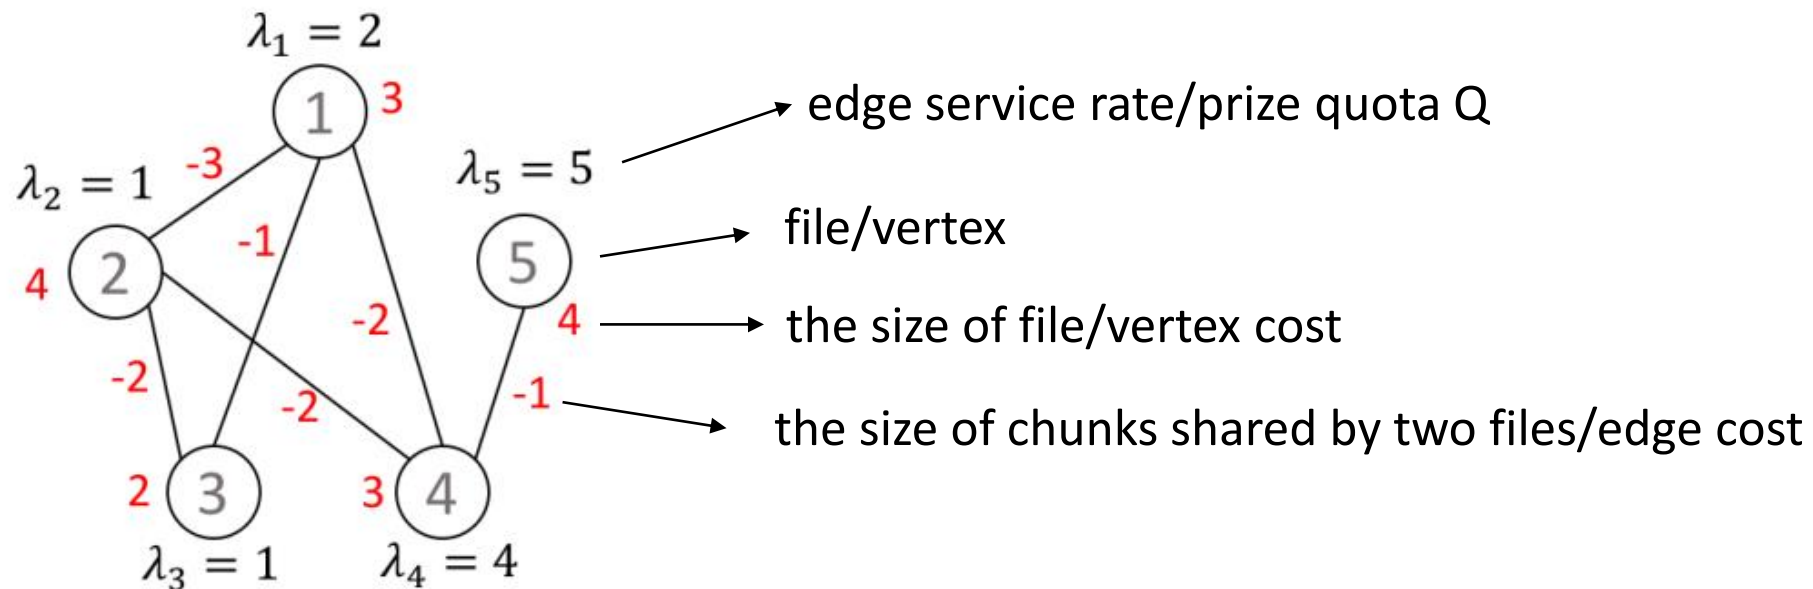 λ₁ = 2
1
3
edge service rate/prize quota Q
-3
λ₂ = 1
λ₅ = 5
2
4
-1
5
file/vertex
-2
4
the size of file/vertex cost
-2
-2
-1
the size of chunks shared by two files/edge cost
2
3
3
4
λ₃ = 1
λ₄ = 4